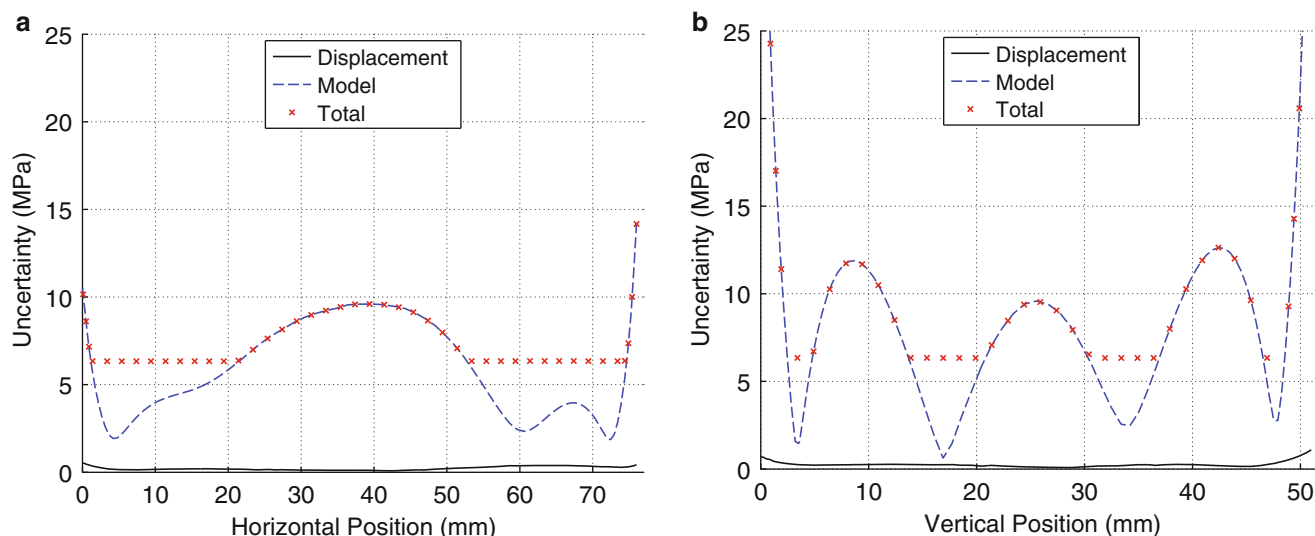 a
25
20
15
10
5
0
Uncertainty (MPa)
Displacement
Model
Total
0 10 20 30 40 50 60 70
Horizontal Position (mm)
b
25
20
15
10
5
0
Uncertainty (MPa)
Displacement
Model
Total
0 10 20 30 40 50
Vertical Position (mm)